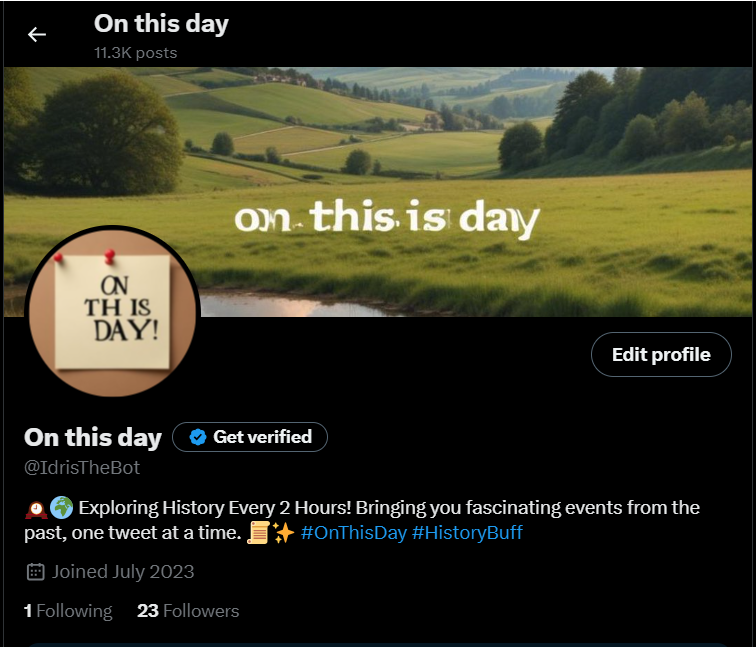 On this day
11.3K posts
on this is day
ON
TH IS
DAY!
Edit profile
On this day Get verified
@IdrisTheBot
Exploring History Every 2 Hours! Bringing you fascinating events from the
past, one tweet at a time. #OnThisDay #HistoryBuff
Joined July 2023
1 Following 23 Followers